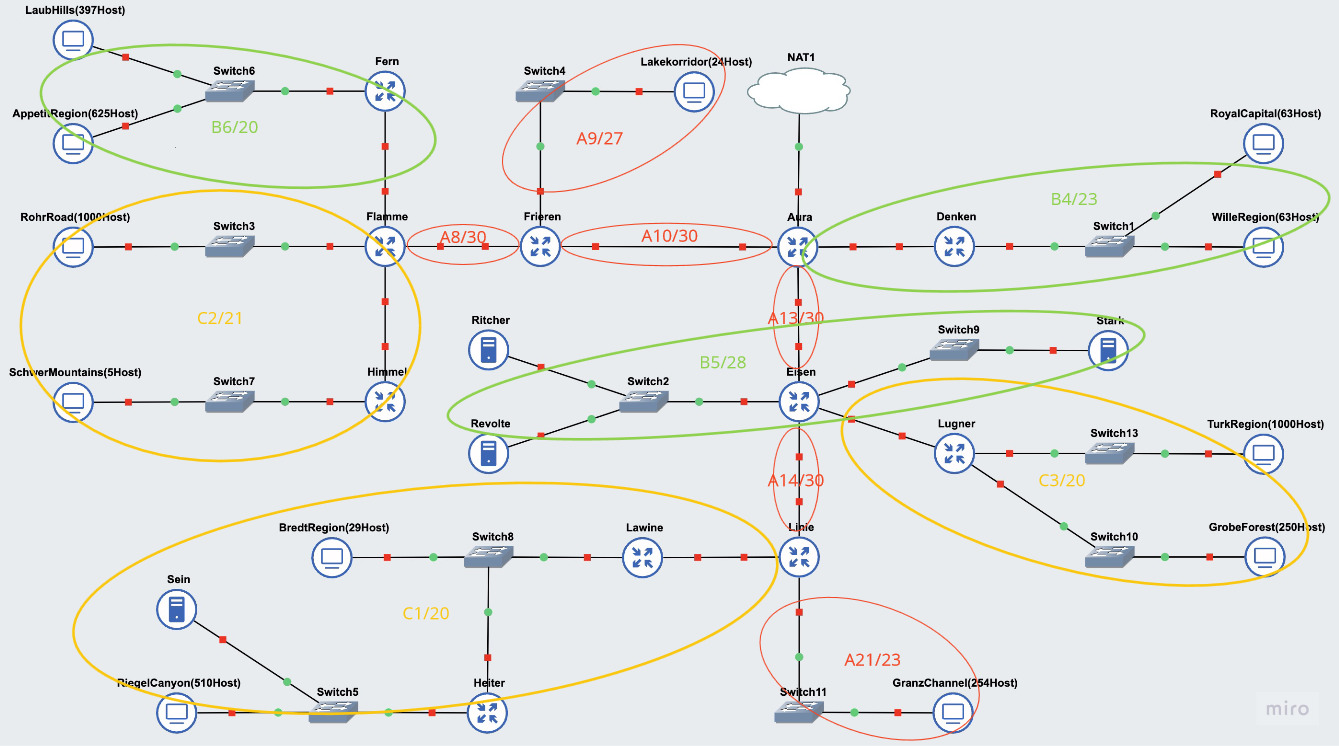 LaubHills(397Host)
Switch6
Fern
Switch4
Lakekorridor(24Host)
NAT1
AppetitRegion(625Host)
B6/20
A9/27
RoyalCapital(63Host)
RohrRoad(1000Host)
Switch3
Flamme
A8/30
Frieren
A10/30
Aura
Denken
B4/23
Switch1
WilleRegion(63Host)
C2/21
Ritcher
A13/30
Switch9
Stark
SchwerMountains(5Host)
Switch7
Himmel
Switch2
B5/28
Eisen
Revolte
Lugner
Switch13
TurkRegion(1000Host)
A14/30
C3/20
BredtRegion(29Host)
Switch8
Lawine
Linie
Switch10
GrobeForest(250Host)
Sein
C1/20
A21/23
RiegelCanyon(510Host)
Switch5
Heiter
Switch11
GranzChannel(254Host)
miro